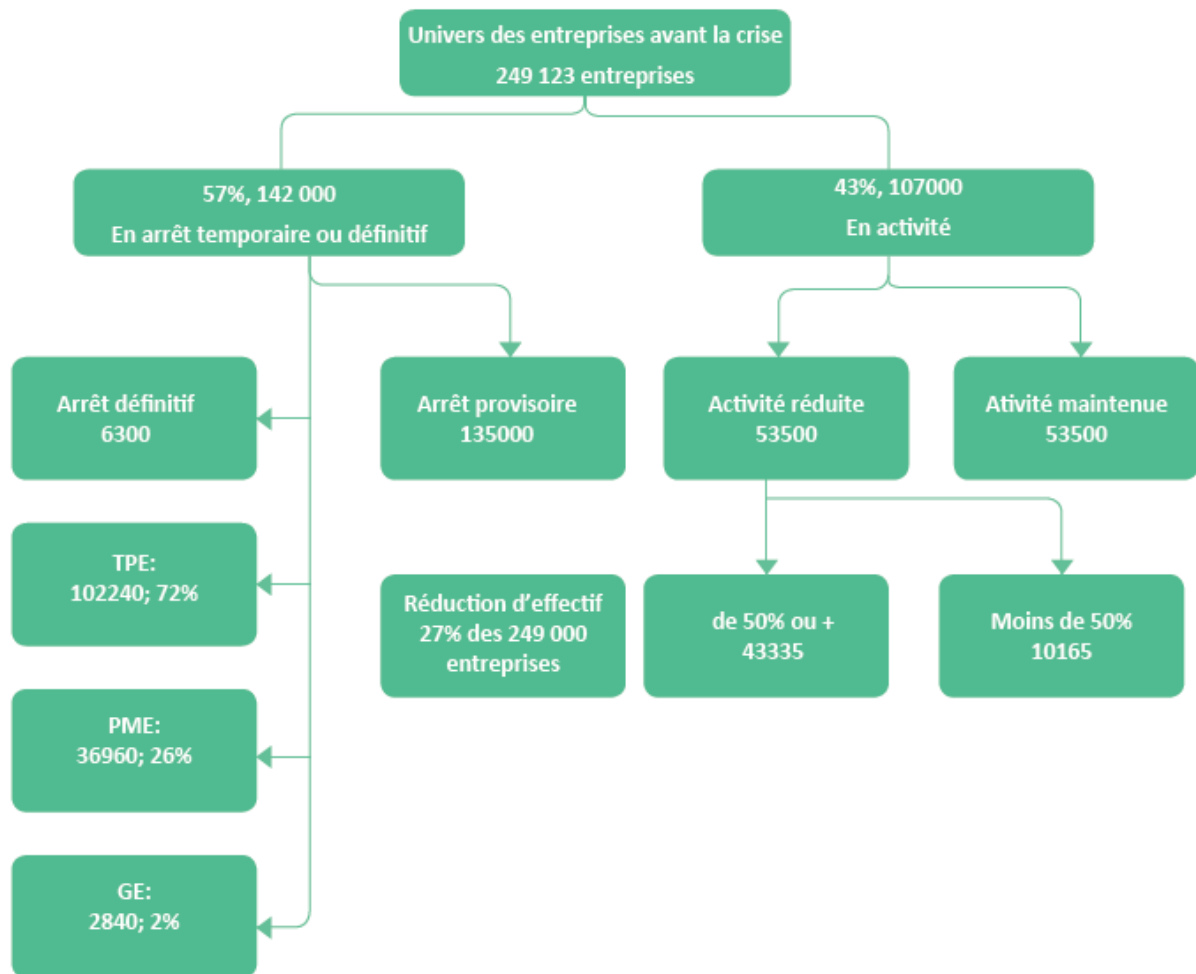 Univers des entreprises avant la crise
249 123 entreprises
57%, 142 000
En arrêt temporaire ou définitif
43%, 107000
En activité
Arrêt définitif
6300
Arrêt provisoire
135000
Activité réduite
53500
Ativité maintenue
53500
TPE:
102240; 72%
Réduction d'effectif
27% des 249 000
entreprises
de 50% ou +
43335
Moins de 50%
10165
PME:
36960; 26%
GE:
2840; 2%